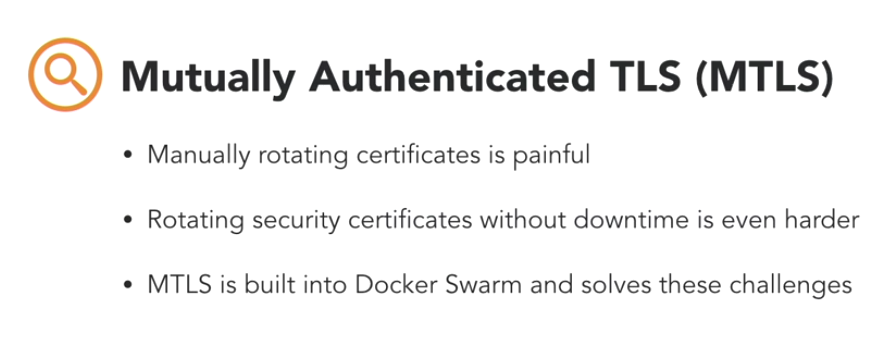 Mutually Authenticated TLS (MTLS)
• Manually rotating certificates is painful
• Rotating security certificates without downtime is even harder
• MTLS is built into Docker Swarm and solves these challenges